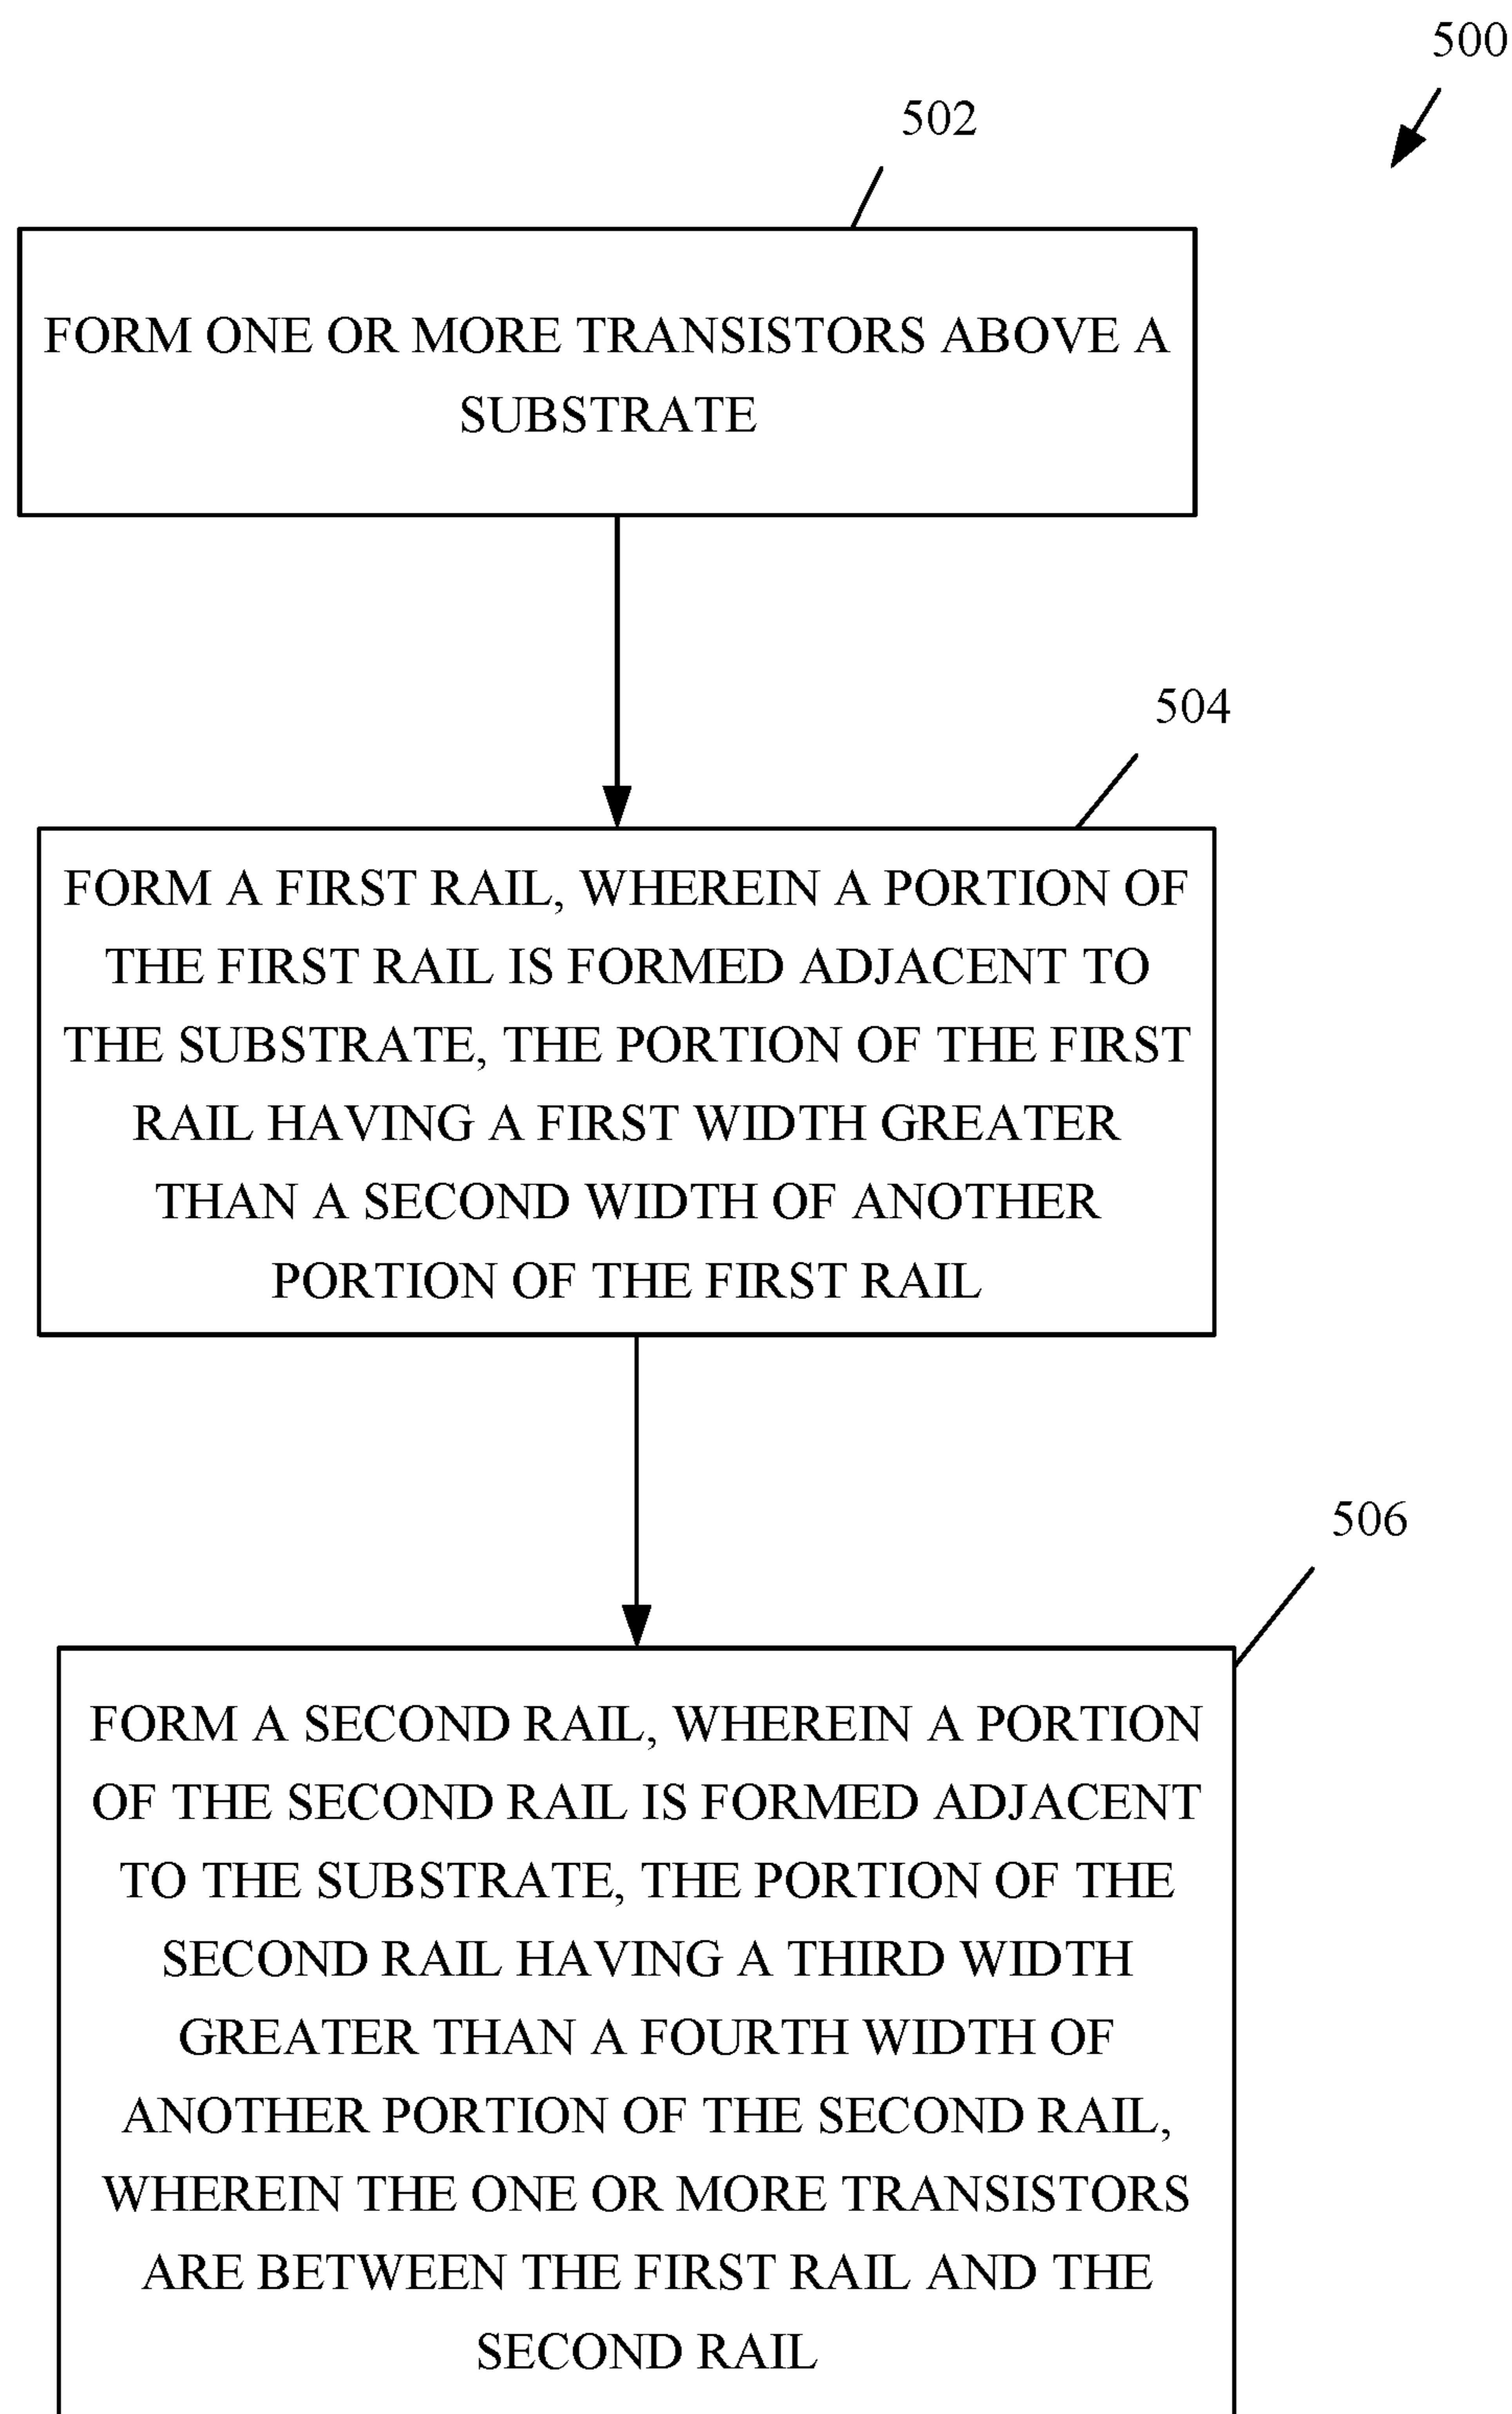 500
502
FORM ONE OR MORE TRANSISTORS ABOVE A
SUBSTRATE
504
FORM A FIRST RAIL, WHEREIN A PORTION OF
THE FIRST RAIL IS FORMED ADJACENT TO
THE SUBSTRATE, THE PORTION OF THE FIRST
RAIL HAVING A FIRST WIDTH GREATER
THAN A SECOND WIDTH OF ANOTHER
PORTION OF THE FIRST RAIL
506
FORM A SECOND RAIL, WHEREIN A PORTION
OF THE SECOND RAIL IS FORMED ADJACENT
TO THE SUBSTRATE, THE PORTION OF THE
SECOND RAIL HAVING A THIRD WIDTH
GREATER THAN A FOURTH WIDTH OF
ANOTHER PORTION OF THE SECOND RAIL,
WHEREIN THE ONE OR MORE TRANSISTORS
ARE BETWEEN THE FIRST RAIL AND THE
SECOND RAIL